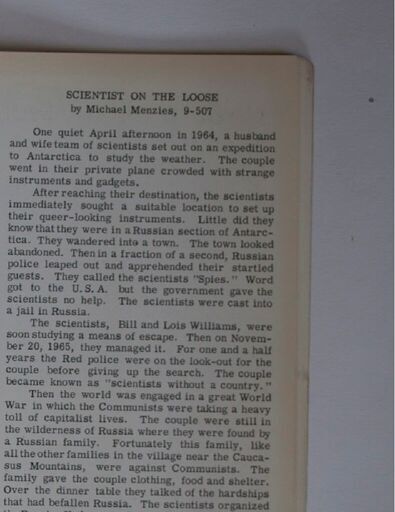 SCIENTIST ON THE LOOSE
by Michael Menzies, 9-507
One quiet April afternoon in 1964, a husband
and wife team of scientists set out on an expedition
to Antarctica to study the weather. The couple
went in their private plane crowded with strange
instruments and gadgets.
After reaching their destination, the scientists
immediately sought a suitable location to set up
their queer-looking instruments. Little did they
know that they were in a Russian section of Antarc-
tica. They wandered into a town. The town looked
abandoned. Then in a fraction of a second, Russian
police leaped out and apprehended their startled
guests. They called the scientists "Spies." Word
got to the U.S.A. but the government gave the
scientists no help. The scientists were cast into
a jail in Russia.
The scientists, Bill and Lois Williams, were
soon studying a means of escape. Then on Novem-
ber 20, 1965, they managed it. For one and a half
years the Red police were on the look-out for the
couple before giving up the search. The couple
became known as "scientists without a country."
Then the world was engaged in a great World
War in which the Communists were taking a heavy
toll of capitalist lives. The couple were still in
the wilderness of Russia where they were found by
a Russian family. Fortunately this family, like
all the other families in the village near the Cauca-
sus Mountains, were against Communists. The
family gave the couple clothing, food and shelter.
Over the dinner table they talked of the hardships
that had befallen Russia. The scientists organized